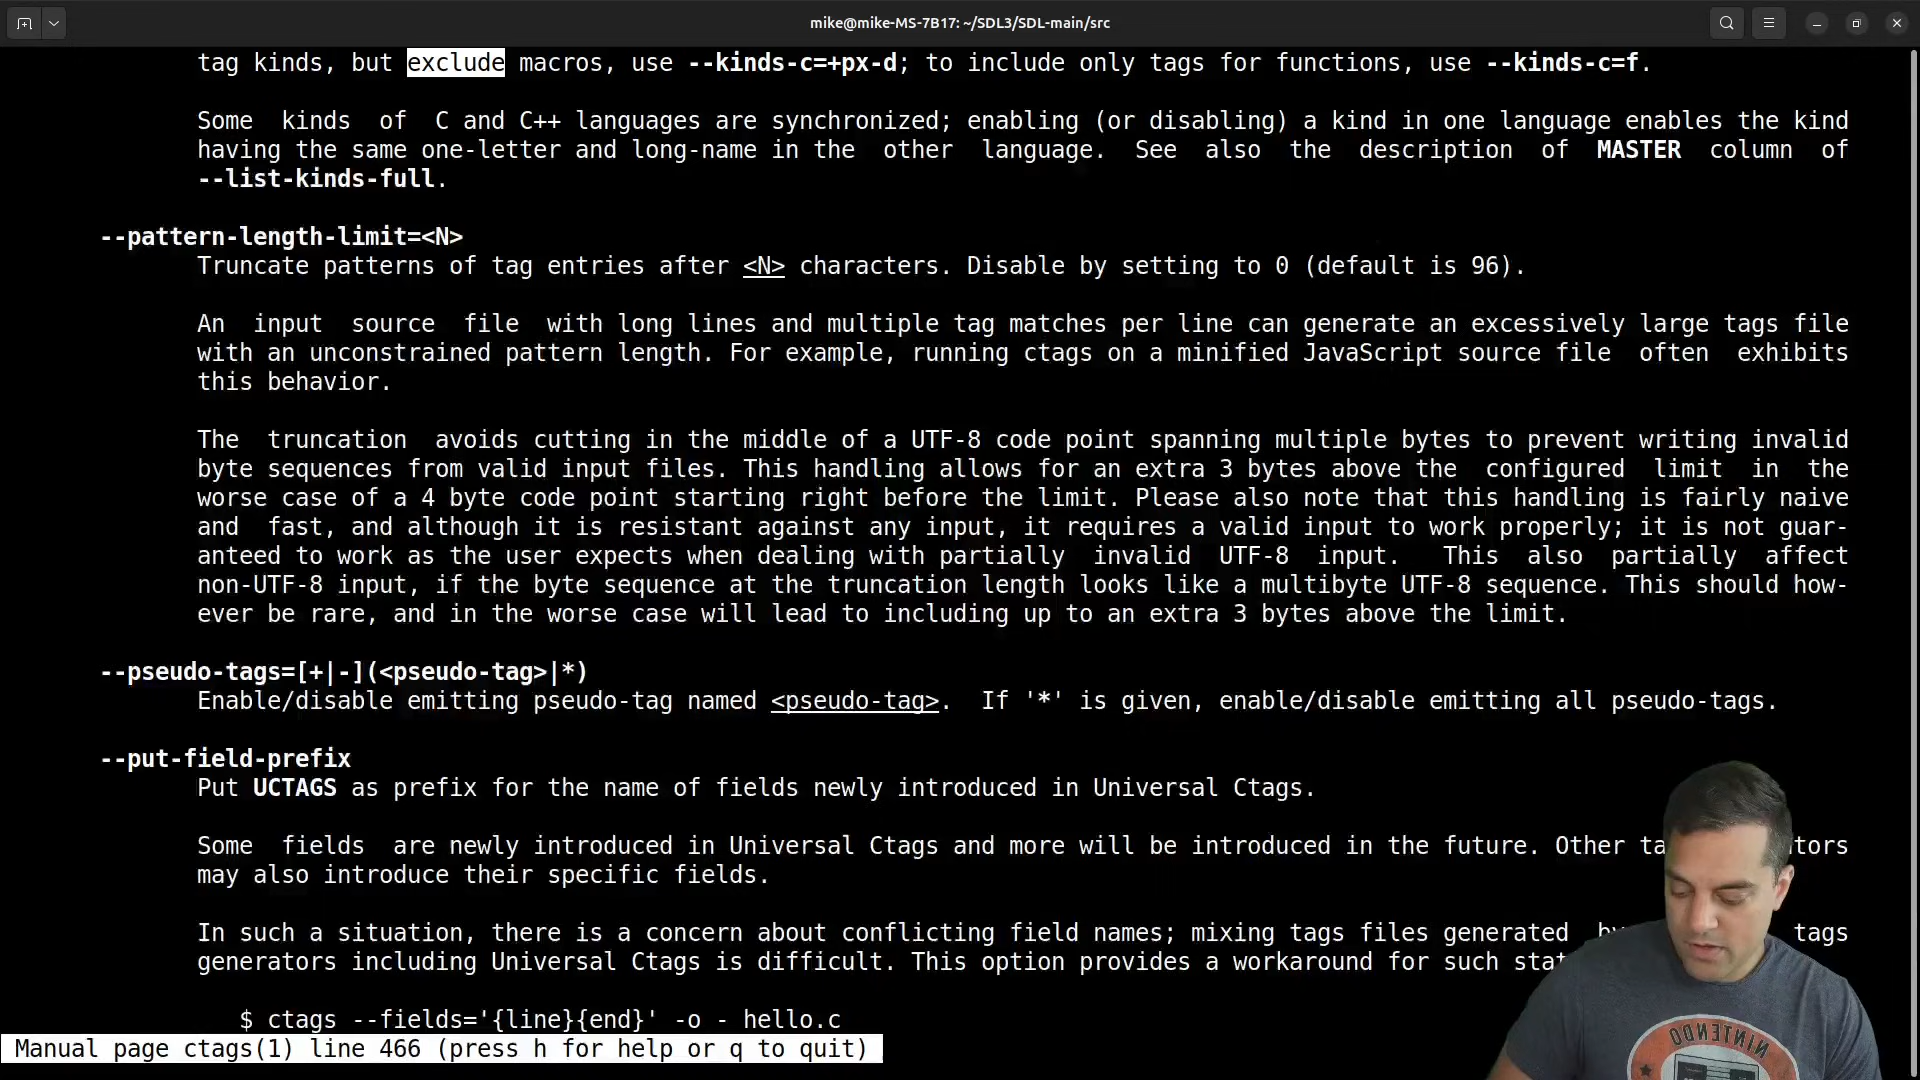 mike@mike-MS-7B17: ~/SDL3/SDL-main/src
tag kinds, but exclude macros, use --kinds-c=+px-d; to include only tags for functions, use --kinds-c=f.
Some kinds of C and C++ languages are synchronized; enabling (or disabling) a kind in one language enables the kind
having the same one-letter and long-name in the other language. See also the description of MASTER column of
--list-kinds-full.
--pattern-length-limit=<N>
Truncate patterns of tag entries after <N> characters. Disable by setting to 0 (default is 96).
An input source file with long lines and multiple tag matches per line can generate an excessively large tags file
with an unconstrained pattern length. For example, running ctags on a minified JavaScript source file often exhibits
this behavior.
The truncation avoids cutting in the middle of a UTF-8 code point spanning multiple bytes to prevent writing invalid
byte sequences from valid input files. This handling allows for an extra 3 bytes above the configured limit in the
worse case of a 4 byte code point starting right before the limit. Please also note that this handling is fairly naive
and fast, and although it is resistant against any input, it requires a valid input to work properly; it is not guar-
anteed to work as the user expects when dealing with partially invalid UTF-8 input. This also partially affect
non-UTF-8 input, if the byte sequence at the truncation length looks like a multibyte UTF-8 sequence. This should how-
ever be rare, and in the worse case will lead to including up to an extra 3 bytes above the limit.
--pseudo-tags=[+|-](<pseudo-tag>|*)
Enable/disable emitting pseudo-tag named <pseudo-tag>. If '*' is given, enable/disable emitting all pseudo-tags.
--put-field-prefix
Put UCTAGS as prefix for the name of fields newly introduced in Universal Ctags.
Some fields are newly introduced in Universal Ctags and more will be introduced in the future. Other
may also introduce their specific fields.
In such a situation, there is a concern about conflicting field names; mixing tags files generated tags
generators including Universal Ctags is difficult. This option provides a workaround for such
$ ctags --fields='{line}{end}' -o - hello.c
Manual page ctags(1) line 466 (press h for help or q to quit)
NINTENDO